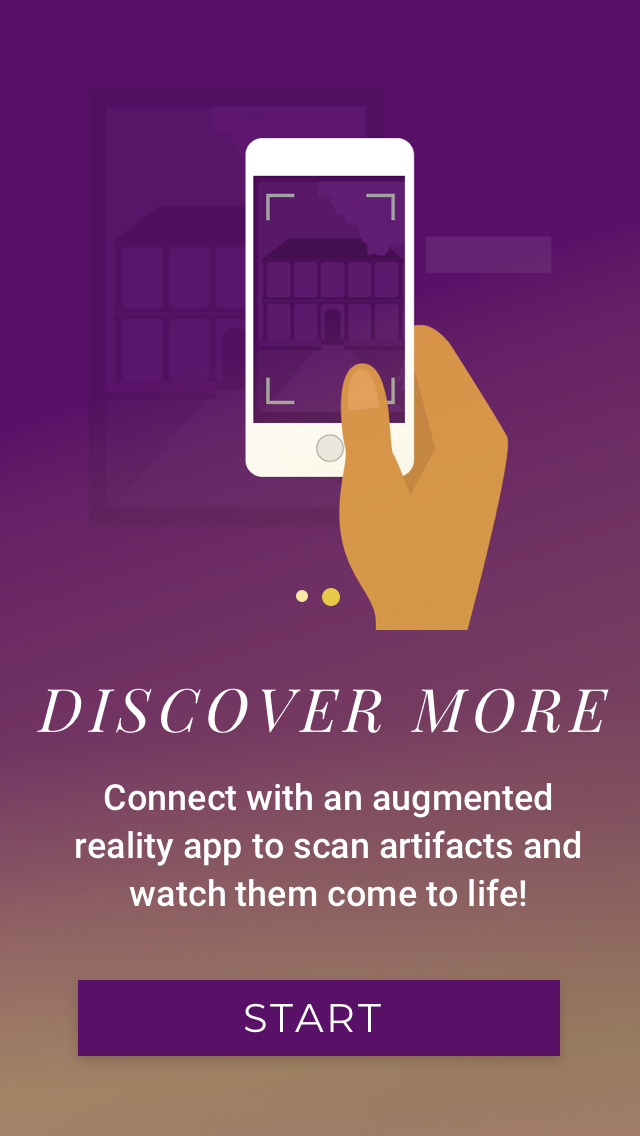 DISCOVER MORE
Connect with an augmented
reality app to scan artifacts and
watch them come to life!
START